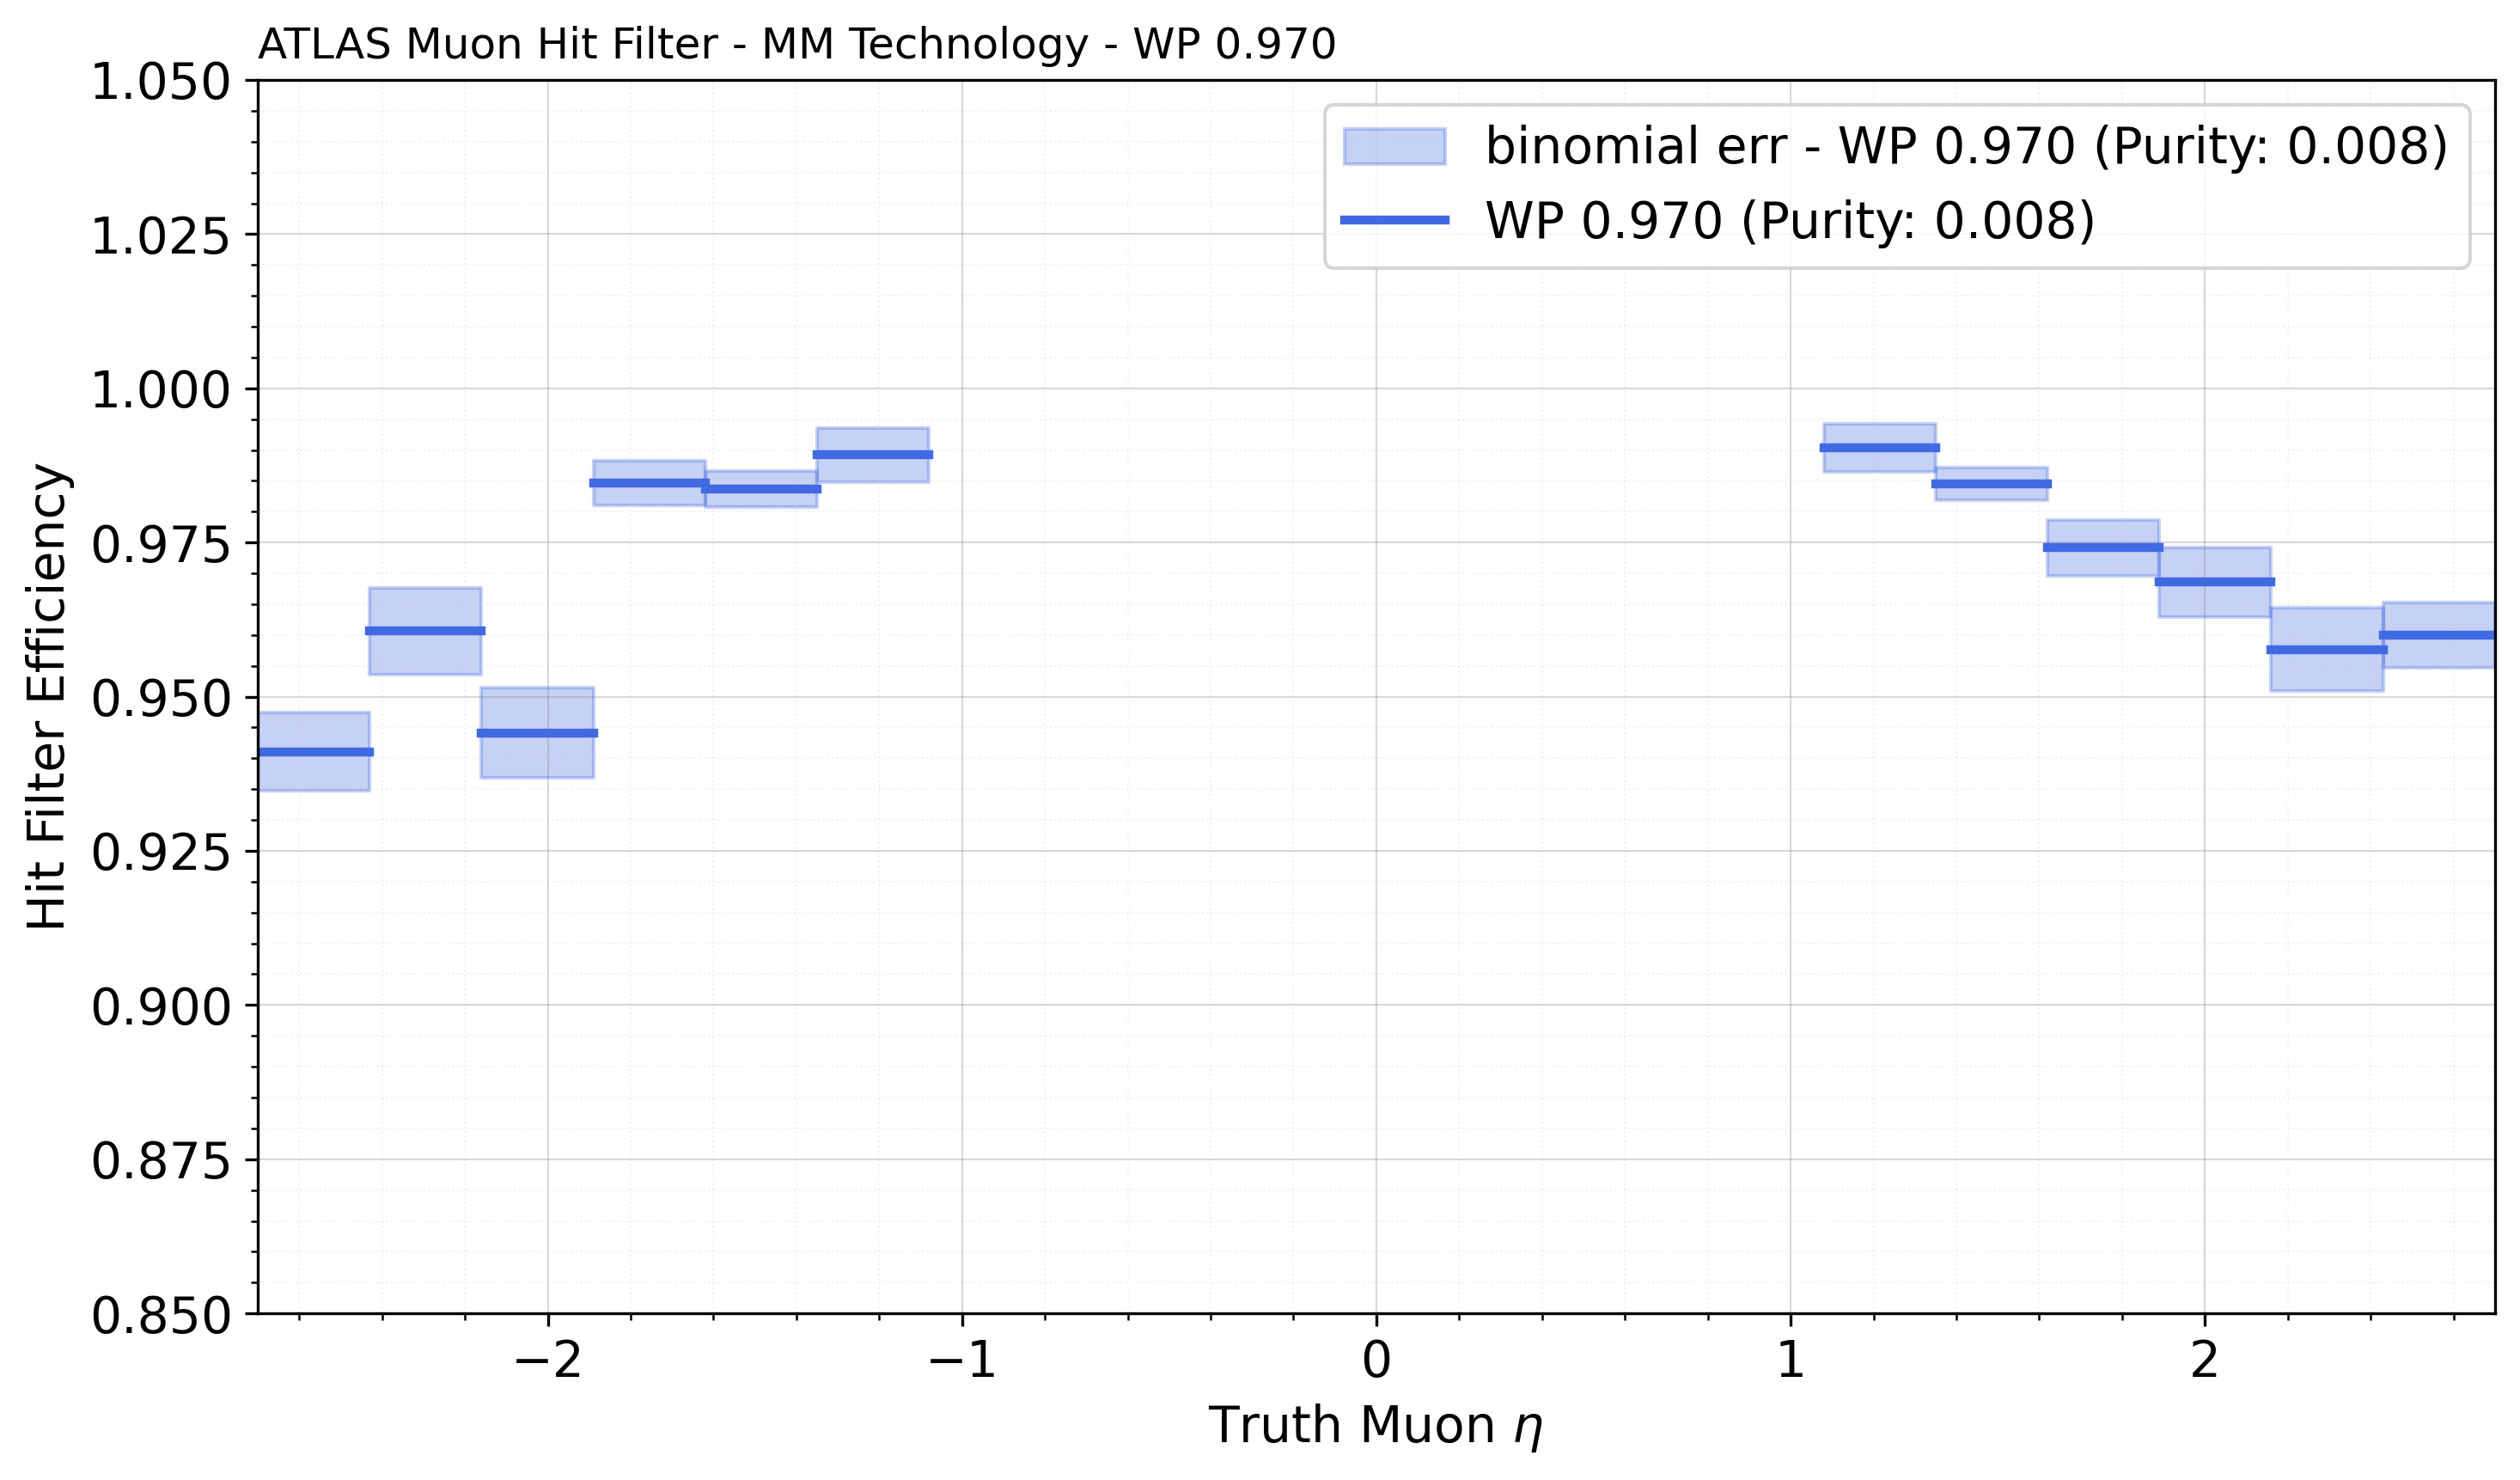 ATLAS Muon Hit Filter - MM Technology - WP 0.970
binomial err - WP 0.970 (Purity: 0.008)
WP 0.970 (Purity: 0.008)
Hit Filter Efficiency
1.050
1.025
1.000
0.975
0.950
0.925
0.900
0.875
0.850
−2
−1
0
1
2
Truth Muon η